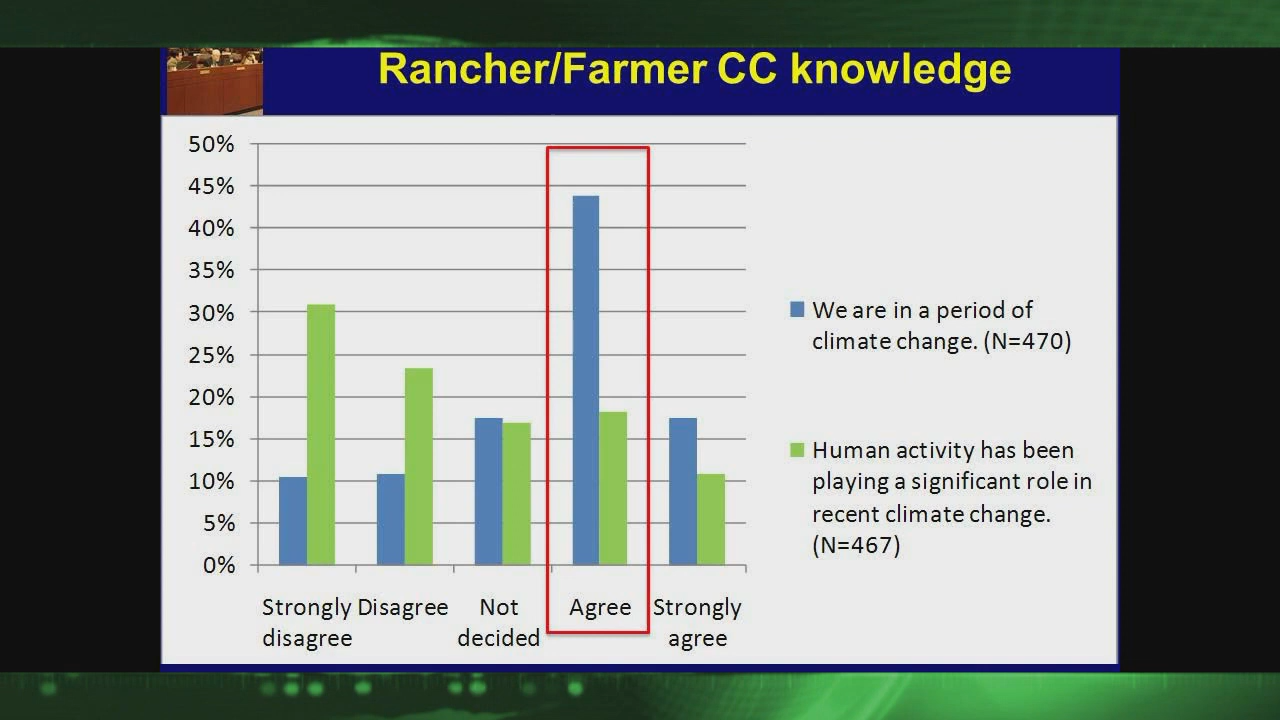 Rancher/Farmer CC knowledge
50%
45%
40%
35%
30%
25%
20%
15%
10%
5%
0%
Strongly disagree
Disagree
Not decided
Agree
Strongly agree
We are in a period of
climate change. (N=470)
Human activity has been
playing a significant role in
recent climate change.
(N=467)